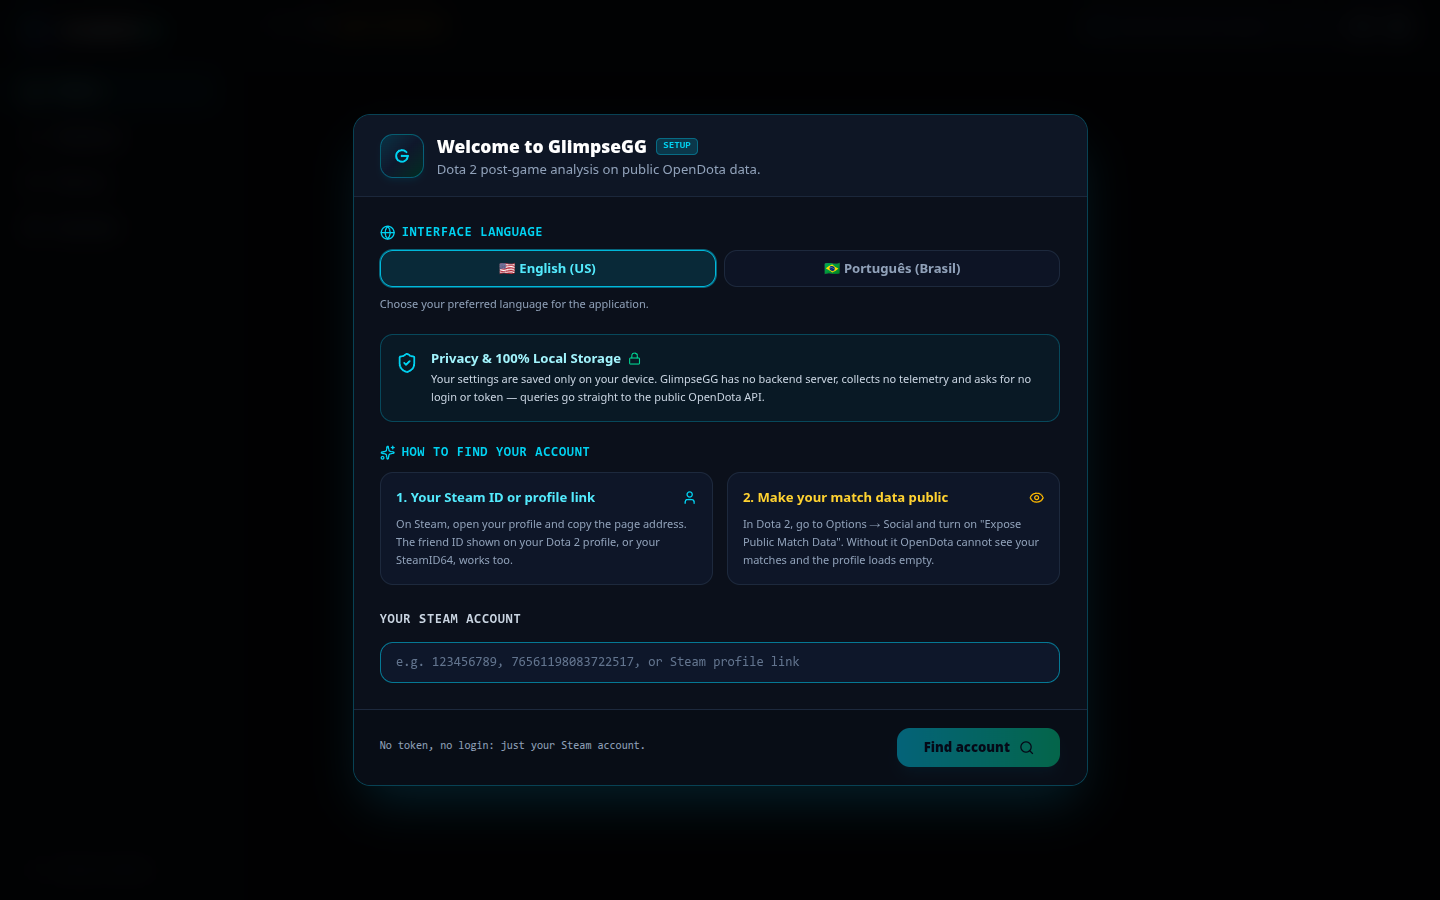 G
Welcome to GlimpseGG SETUP
Dota 2 post-game analysis on public OpenDota data.
INTERFACE LANGUAGE
🇺🇸 English (US)
🇧🇷 Português (Brasil)
Choose your preferred language for the application.
Privacy & 100% Local Storage
Your settings are saved only on your device. GlimpseGG has no backend server, collects no telemetry and asks for no
login or token — queries go straight to the public OpenDota API.
HOW TO FIND YOUR ACCOUNT
1. Your Steam ID or profile link
On Steam, open your profile and copy the page address.
The friend ID shown on your Dota 2 profile, or your
SteamID64, works too.
2. Make your match data public
In Dota 2, go to Options → Social and turn on "Expose
Public Match Data". Without it OpenDota cannot see your
matches and the profile loads empty.
YOUR STEAM ACCOUNT
e.g. 123456789, 76561198083722517, or Steam profile link
No token, no login: just your Steam account.
Find account